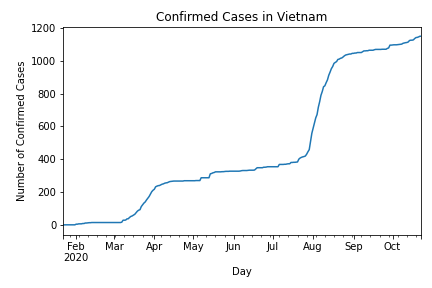 Confirmed Cases in Vietnam
1200
1000
800
600
400
200
0
Number of Confirmed Cases
Feb Mar Apr May Jun Jul Aug Sep Oct
2020
Day